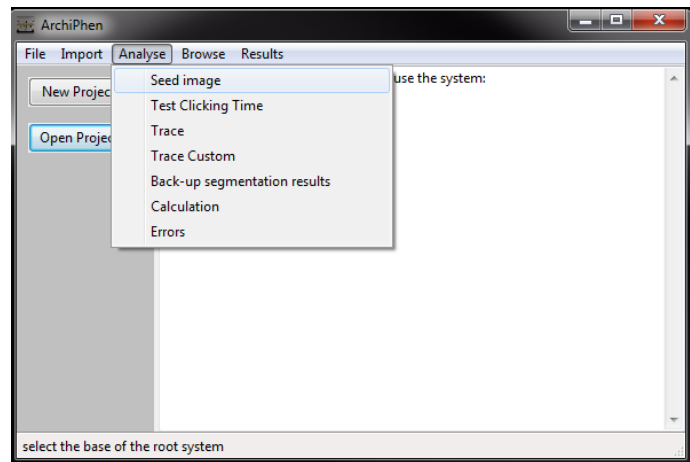 ArchiPhen
File Import Analyse Browse Results
New Projec
Seed image
use the system:
Test Clicking Time
Open Projec
Trace
Trace Custom
Back-up segmentation results
Calculation
Errors
select the base of the root system